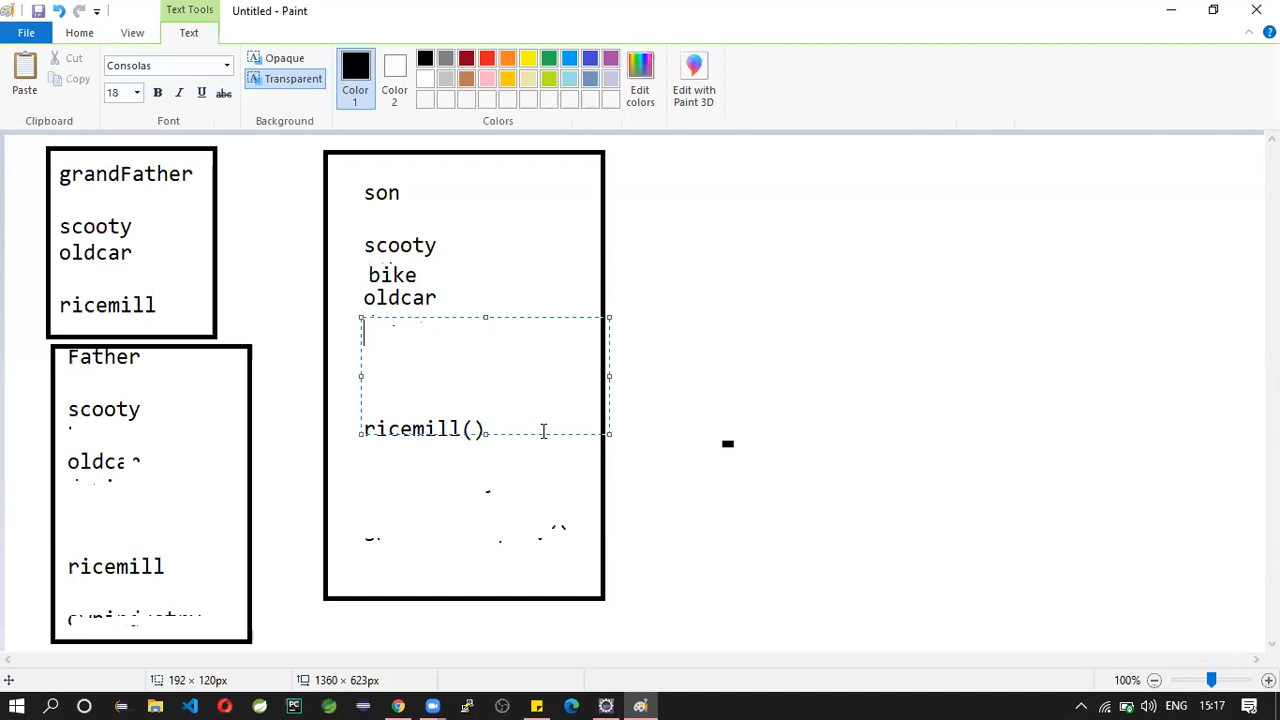 Untitled - Paint
Text Tools
File
Home
View
Text
Paste
Cut
Copy
Clipboard
Consolas
18
B
I
U
abc
Font
Opaque
Transparent
Background
Color 1
Color 2
Edit colors
Colors
Edit with Paint 3D
grandFather
scooty
oldcar
ricemill
Father
scooty
oldcar
ricemill
son
scooty
bike
oldcar
ricemill()
192 × 120px
1360 × 623px
100%
ENG
15:17